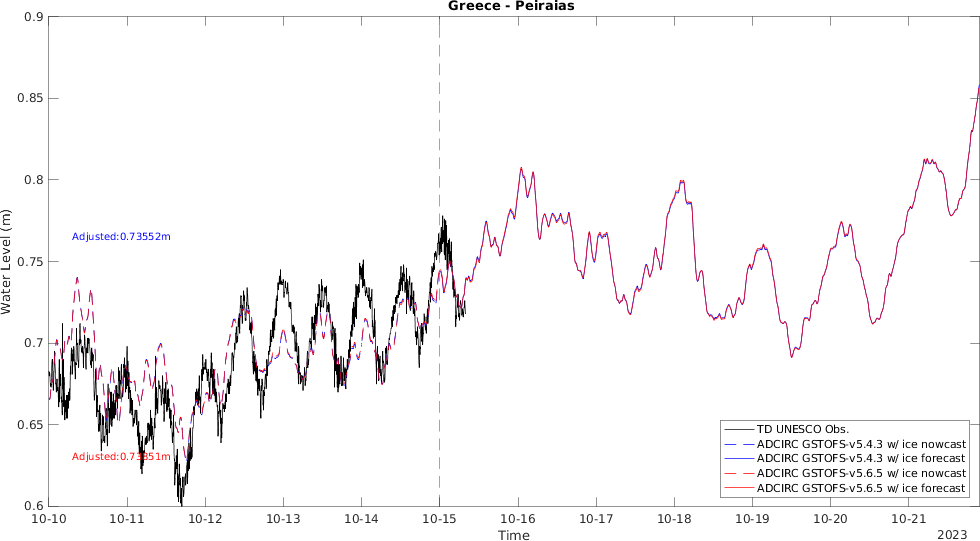 Greece - Peiraias
0.9
0.85
0.8
0.75
0.7
0.65
0.6
Water Level (m)
Adjusted:0.73552m
Adjusted:0.73351m
TD UNESCO Obs.
ADCIRC GSTOFS-v5.4.3 w/ ice nowcast
ADCIRC GSTOFS-v5.4.3 w/ ice forecast
ADCIRC GSTOFS-v5.6.5 w/ ice nowcast
ADCIRC GSTOFS-v5.6.5 w/ ice forecast
10-10 10-11 10-12 10-13 10-14 10-15 10-16 10-17 10-18 10-19 10-20 10-21
Time
2023